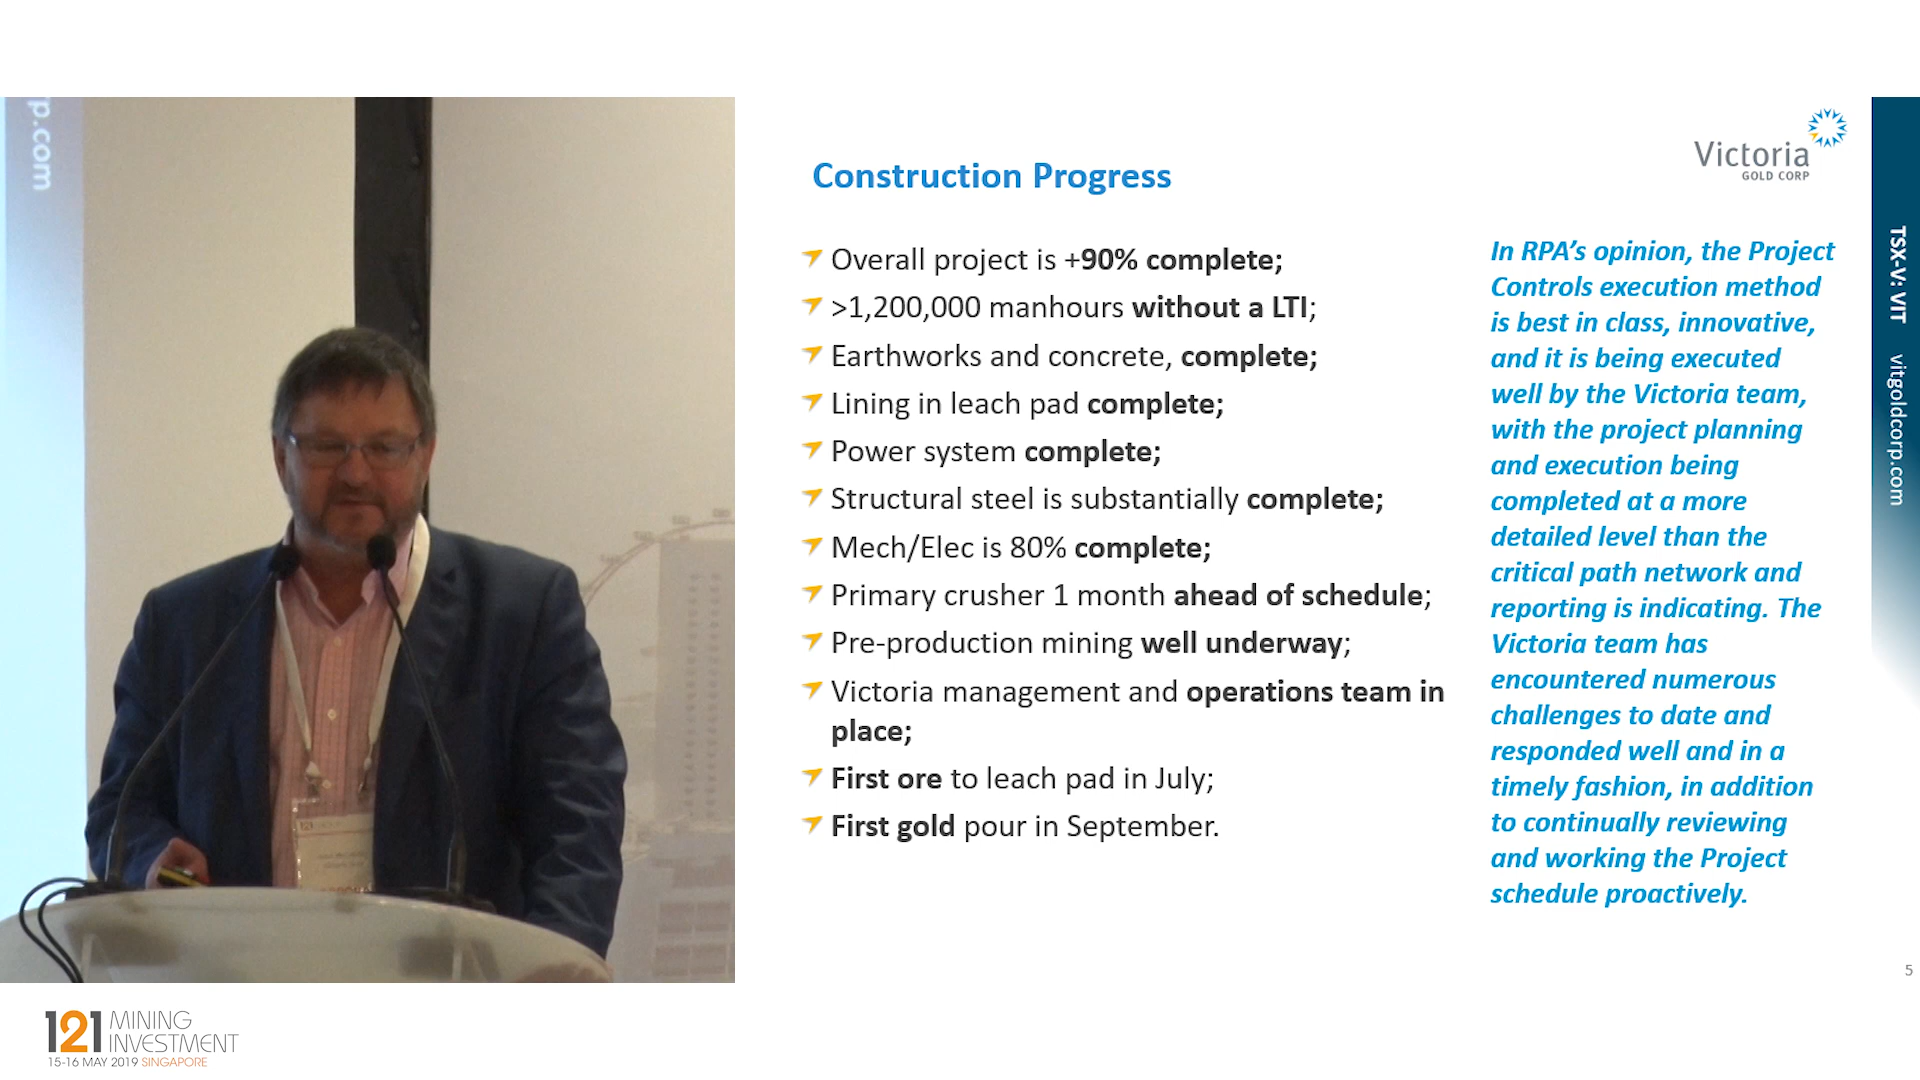 p.com
Construction Progress
Victoria
GOLD CORP
Overall project is +90% complete;
>1,200,000 manhours without a LTI;
Earthworks and concrete, complete;
Lining in leach pad complete;
Power system complete;
Structural steel is substantially complete;
Mech/Elec is 80% complete;
Primary crusher 1 month ahead of schedule;
Pre-production mining well underway;
Victoria management and operations team in
place;
First ore to leach pad in July;
First gold pour in September.
In RPA's opinion, the Project
Controls execution method
is best in class, innovative,
and it is being executed
well by the Victoria team,
with the project planning
and execution being
completed at a more
detailed level than the
critical path network and
reporting is indicating. The
Victoria team has
encountered numerous
challenges to date and
responded well and in a
timely fashion, in addition
to continually reviewing
and working the Project
schedule proactively.
TSX-V: VIT vitgoldcorp.com
5
121 MINING
INVESTMENT
15-16 MAY 2019 SINGAPORE